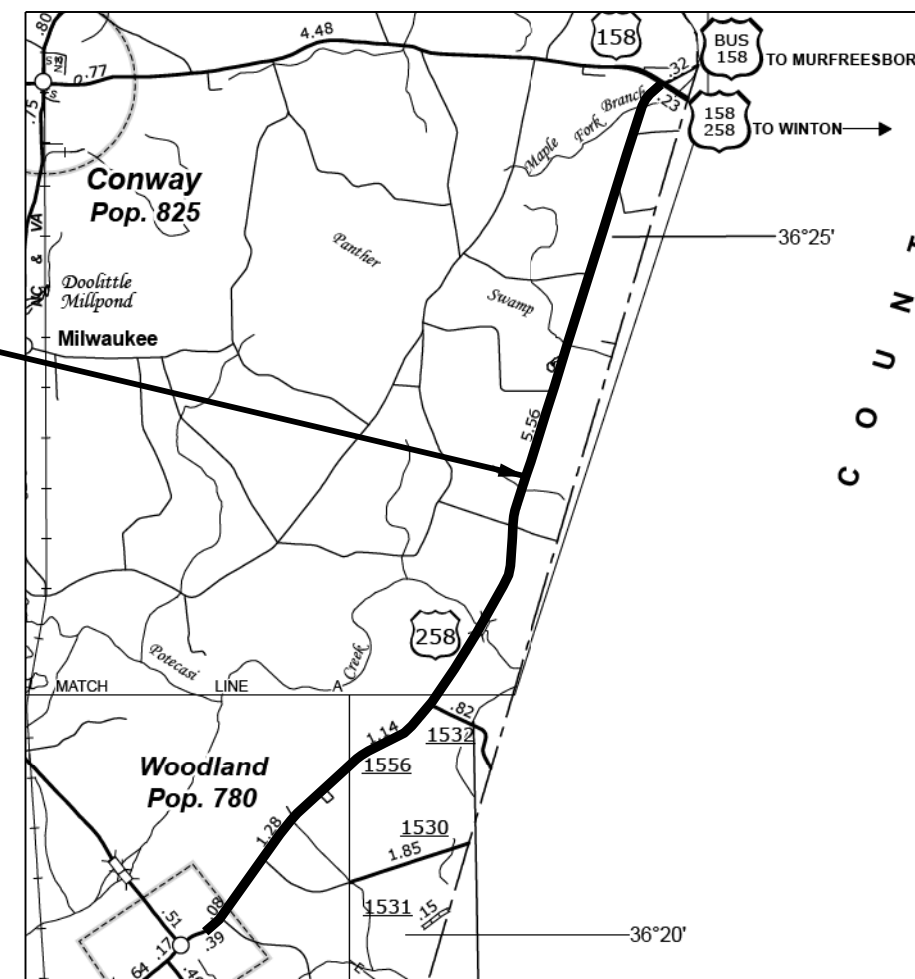 .80
4.48
158
BUS
158
TO MURFREESBOR
.32
0.77
.23
158
258
TO WINTON
.75
Maple Fork Branch
Conway
Pop. 825
Panther
36°25'
NC & VA
Doolittle
Millpond
Swamp
Milwaukee
C O U N T
5.56
258
Potecasi
Creek
MATCH LINE A
.82
1532
1.14
1556
Woodland
Pop. 780
1.28
1530
1.85
1531
.15
.08
.51
.39
.17
36°20'
64